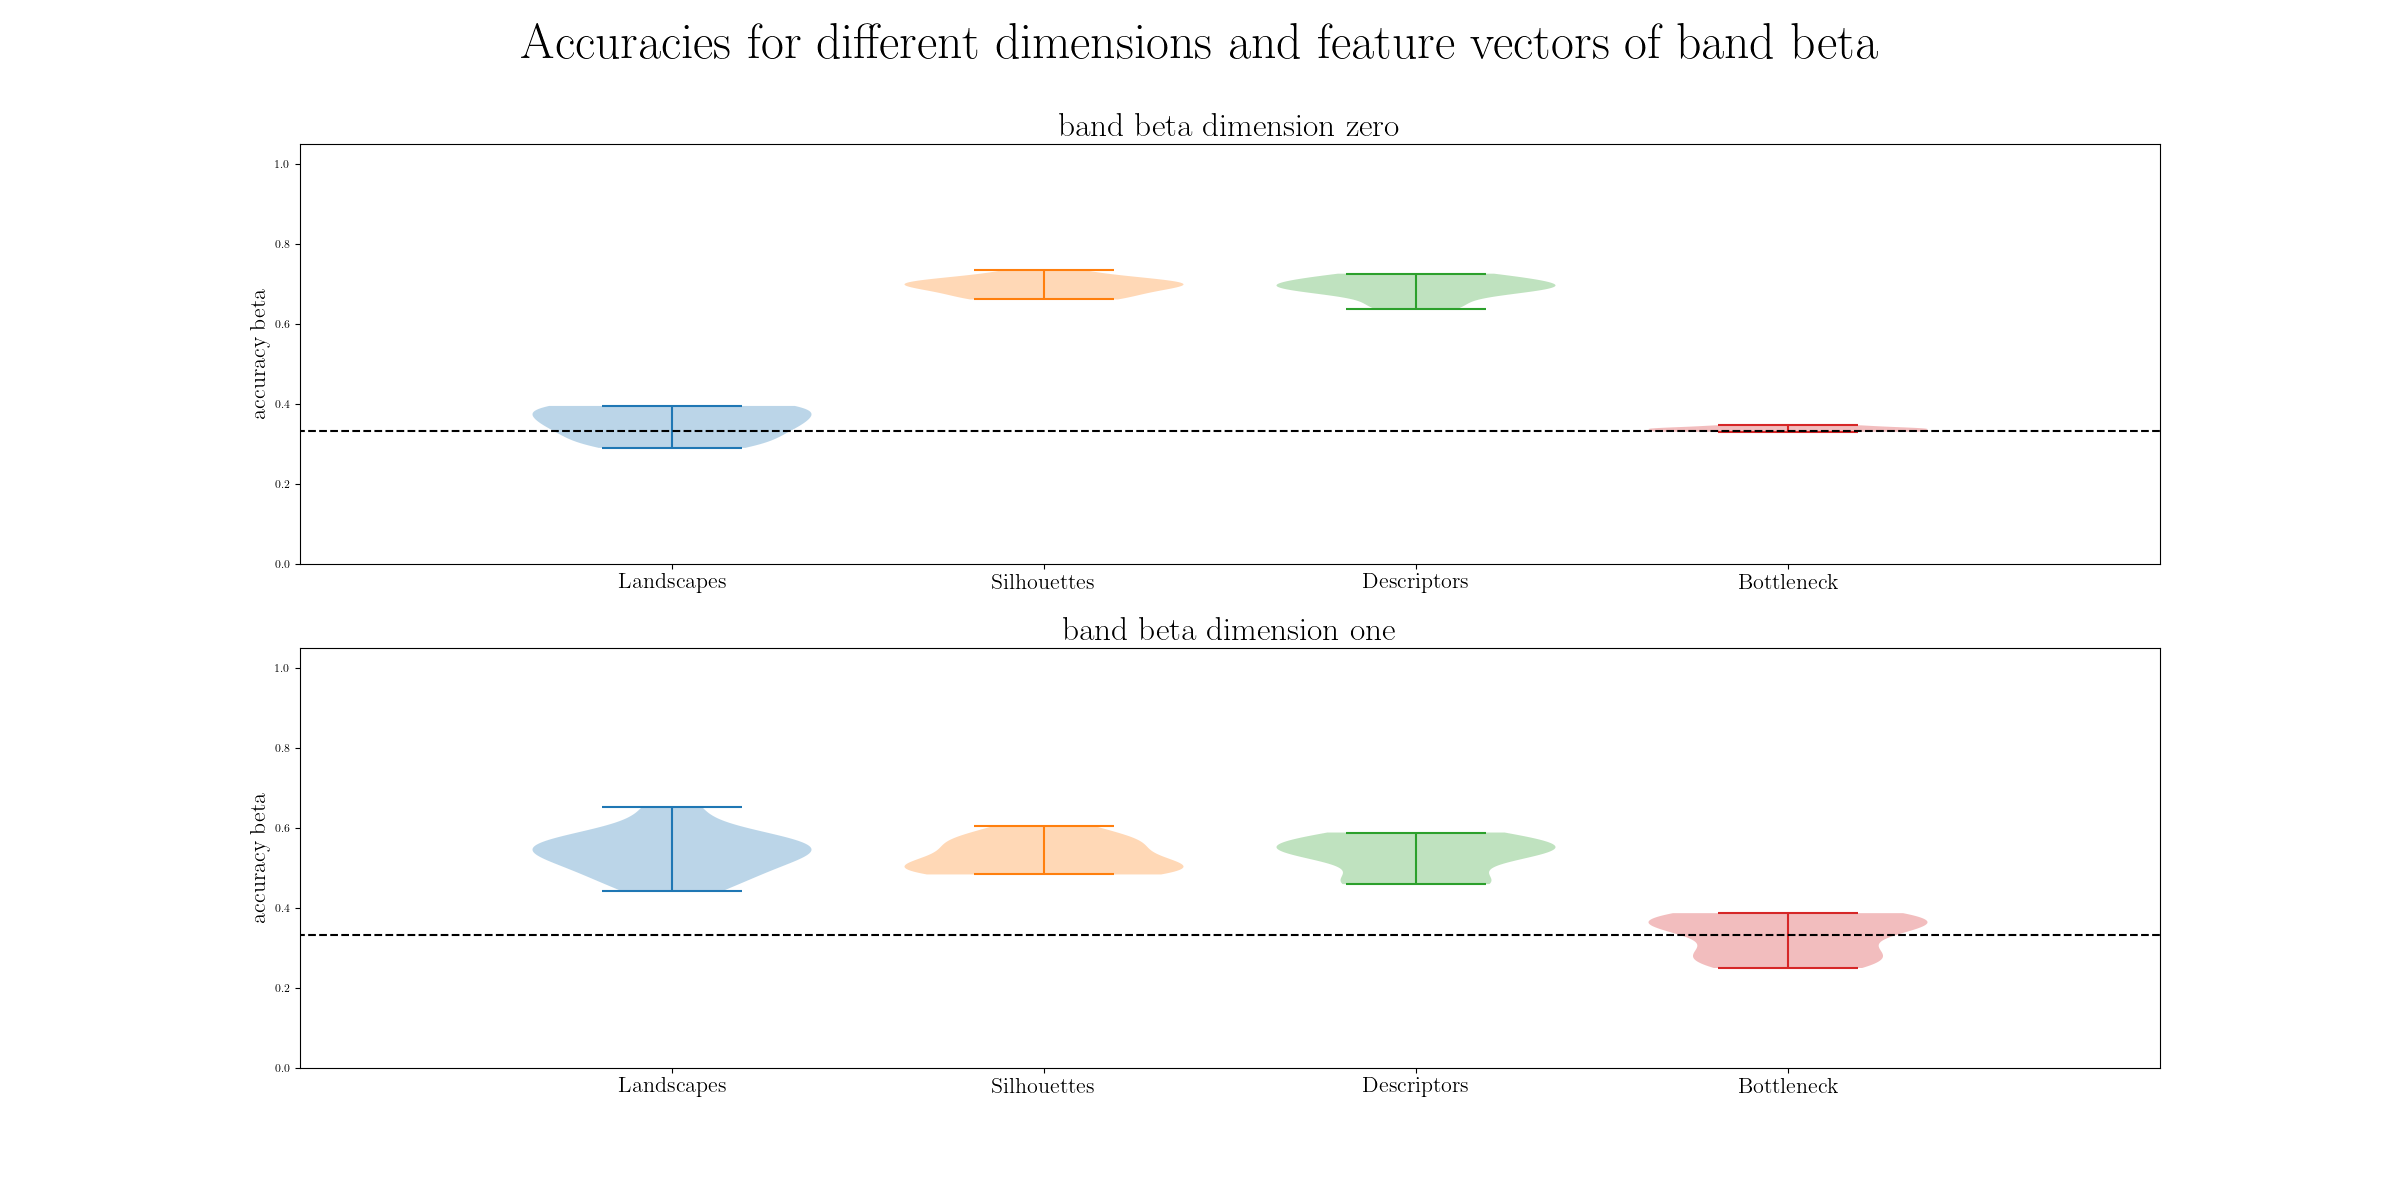 Accuracies for different dimensions and feature vectors of band beta
band beta dimension zero
1.0
0.8
0.6
0.4
0.2
0.0
accuracy beta
Landscapes Silhouettes Descriptors Bottleneck
band beta dimension one
1.0
0.8
0.6
0.4
0.2
0.0
accuracy beta
Landscapes Silhouettes Descriptors Bottleneck